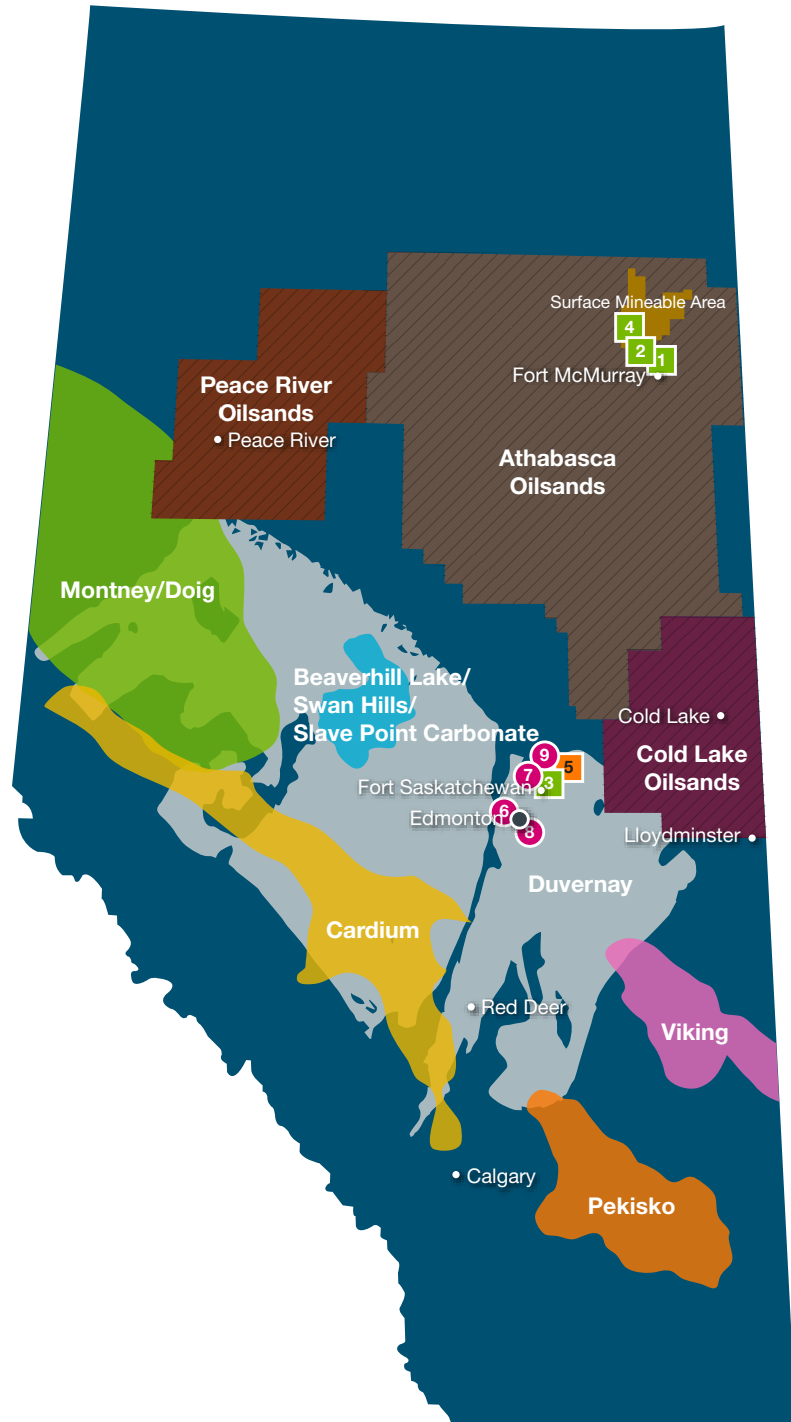 Surface Mineable Area
4
2
1
Fort McMurray
Peace River
Oilsands
Peace River
Athabasca
Oilsands
Montney/Doig
Beaverhill Lake/
Swan Hills/
Slave Point Carbonate
Cold Lake
Cold Lake
Oilsands
9
5
7
3
Fort Saskatchewan
6
Edmonton
8
Lloydminster
Duvernay
Cardium
Red Deer
Viking
Calgary
Pekisko